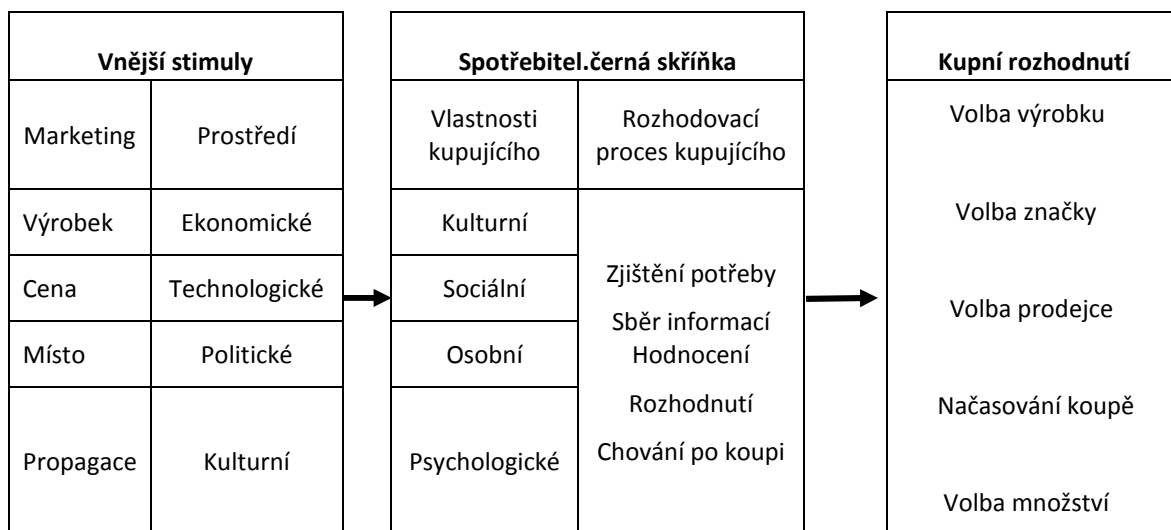 Vnější stimuly
Marketing Prostředí
Výrobek Ekonomické
Cena Technologické
Místo Politické
Propagace Kulturní
Spotřebitel.černá skříňka
Vlastnosti
kupujícího
Rozhodovací
proces kupujícího
Kulturní
Sociální
Osobní
Psychologické
Zjištění potřeby
Sběr informací
Hodnocení
Rozhodnutí
Chování po koupi
Kupní rozhodnutí
Volba výrobku
Volba značky
Volba prodejce
Načasování koupě
Volba množství